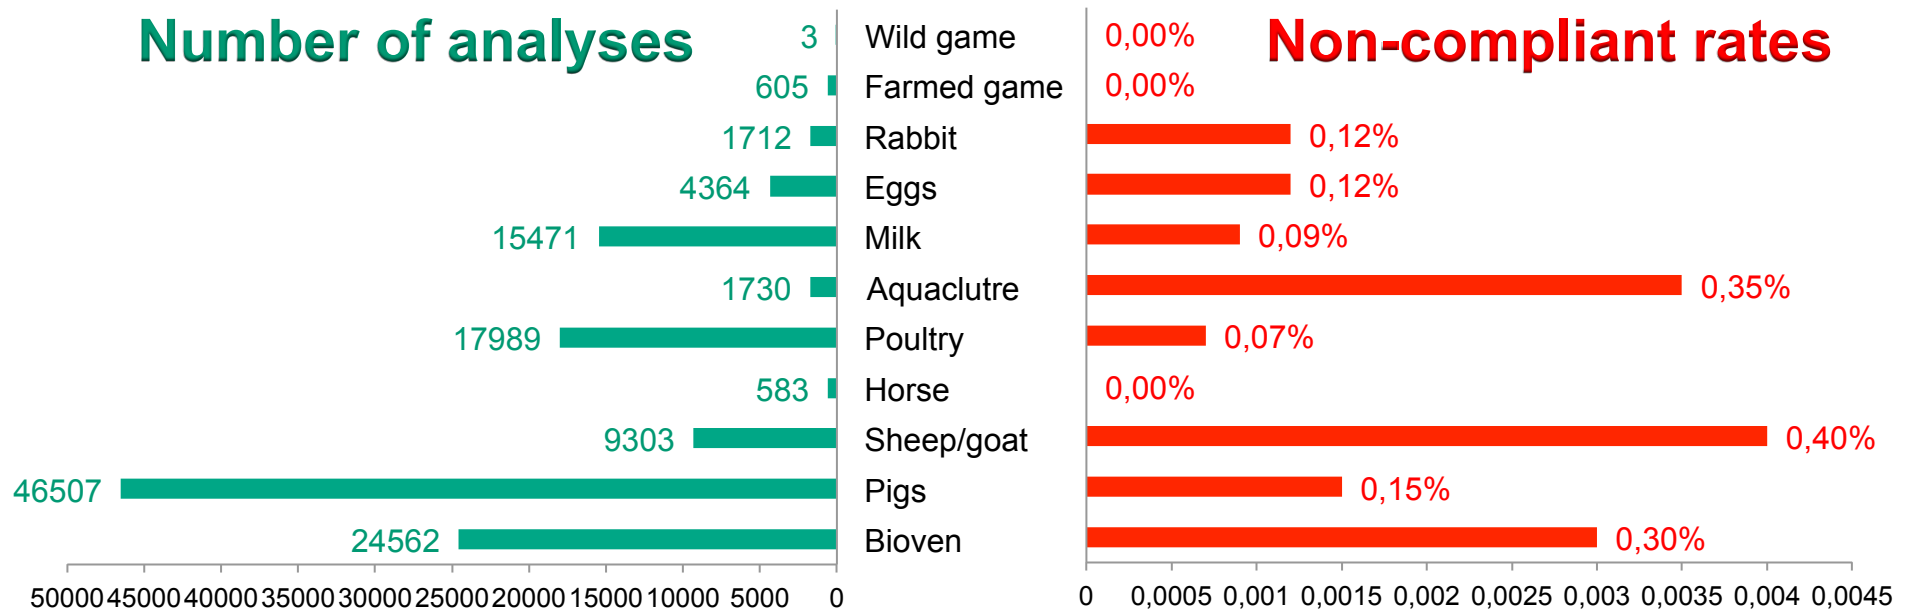 Number of analyses
Non-compliant rates
3 Wild game 0,00%
605 Farmed game 0,00%
1712 Rabbit 0,12%
4364 Eggs 0,12%
15471 Milk 0,09%
1730 Aquaclutre 0,35%
17989 Poultry 0,07%
583 Horse 0,00%
9303 Sheep/goat 0,40%
46507 Pigs 0,15%
24562 Bioven 0,30%
50000 45000 40000 35000 30000 25000 20000 15000 10000 5000 0
0 0,0005 0,001 0,0015 0,002 0,0025 0,003 0,0035 0,004 0,0045